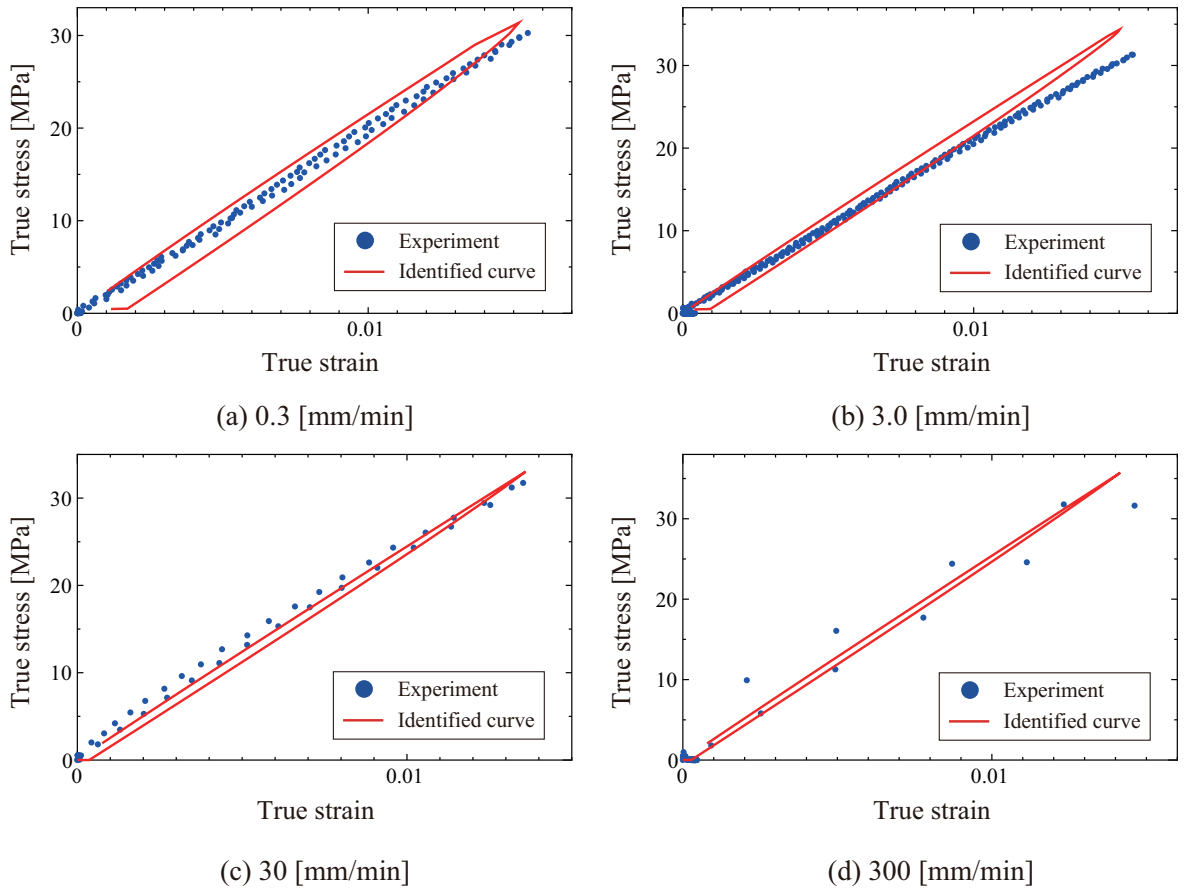 True stress [MPa]
30
20
10
0
0
0.01
True strain
Experiment
Identified curve
(a) 0.3 [mm/min]
True stress [MPa]
30
20
10
0
0
0.01
True strain
Experiment
Identified curve
(b) 3.0 [mm/min]
True stress [MPa]
30
20
10
0
0
0.01
True strain
Experiment
Identified curve
(c) 30 [mm/min]
True stress [MPa]
30
20
10
0
0
0.01
True strain
Experiment
Identified curve
(d) 300 [mm/min]